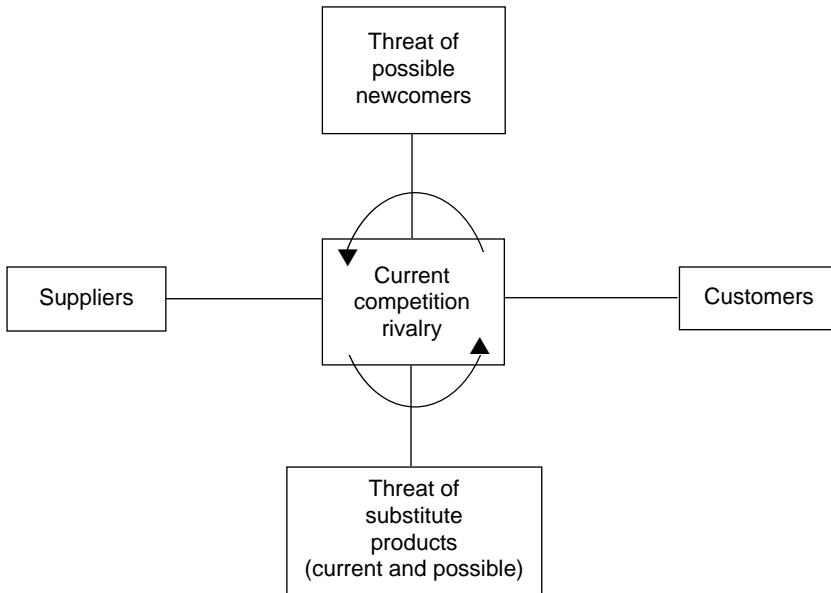 Threat of
possible
newcomers
Suppliers
Current
competition
rivalry
Customers
Threat of
substitute
products
(current and possible)